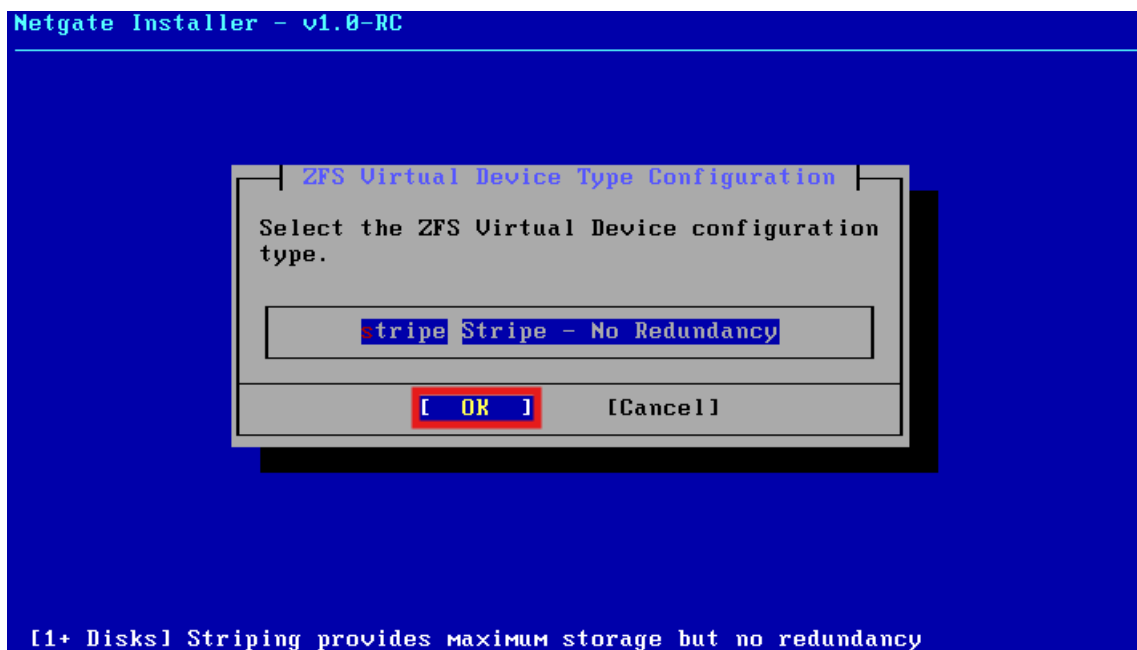 Netgate Installer - v1.0-RC
ZFS Virtual Device Type Configuration
Select the ZFS Virtual Device configuration
type.
stripe Stripe - No Redundancy
[ OK ] [Cancel]
[1+ Disks] Striping provides maximum storage but no redundancy